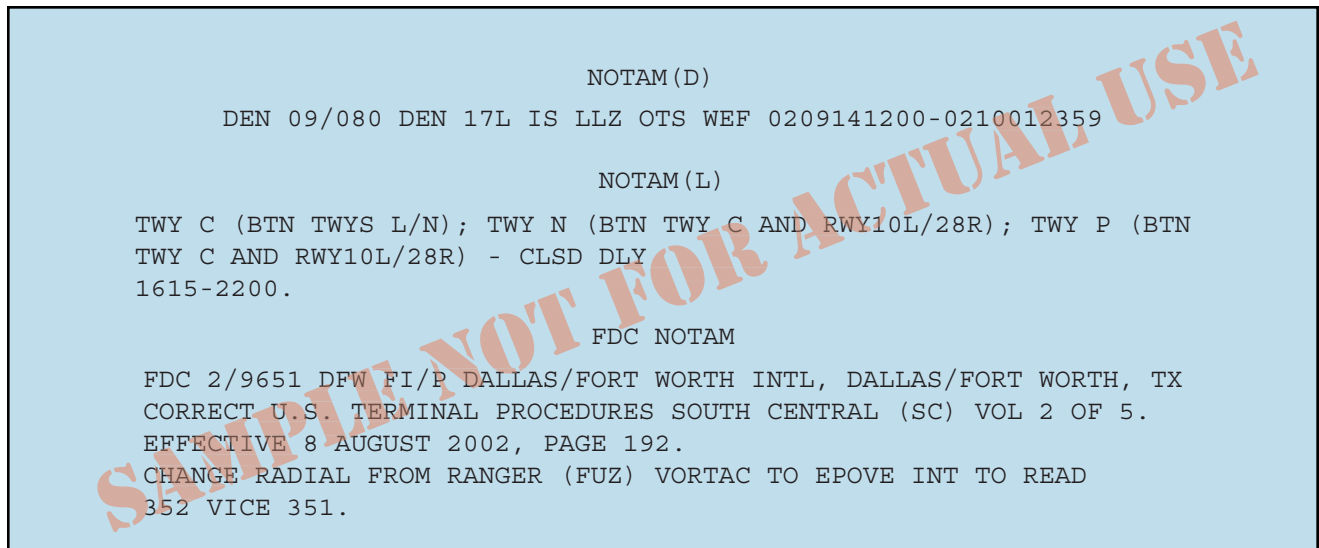 NOTAM(D)
DEN 09/080 DEN 17L IS LLZ OTS WEF 0209141200-0210012359
NOTAM(L)
TWY C (BTN TWYS L/N); TWY N (BTN TWY C AND RWY10L/28R); TWY P (BTN
TWY C AND RWY10L/28R) - CLSD DLY
1615-2200.
FDC NOTAM
FDC 2/9651 DFW FI/P DALLAS/FORT WORTH INTL, DALLAS/FORT WORTH, TX
CORRECT U.S. TERMINAL PROCEDURES SOUTH CENTRAL (SC) VOL 2 OF 5.
EFFECTIVE 8 AUGUST 2002, PAGE 192.
CHANGE RADIAL FROM RANGER (FUZ) VORTAC TO EPOVE INT TO READ
352 VICE 351.
SAMPLE NOT FOR ACTUAL USE